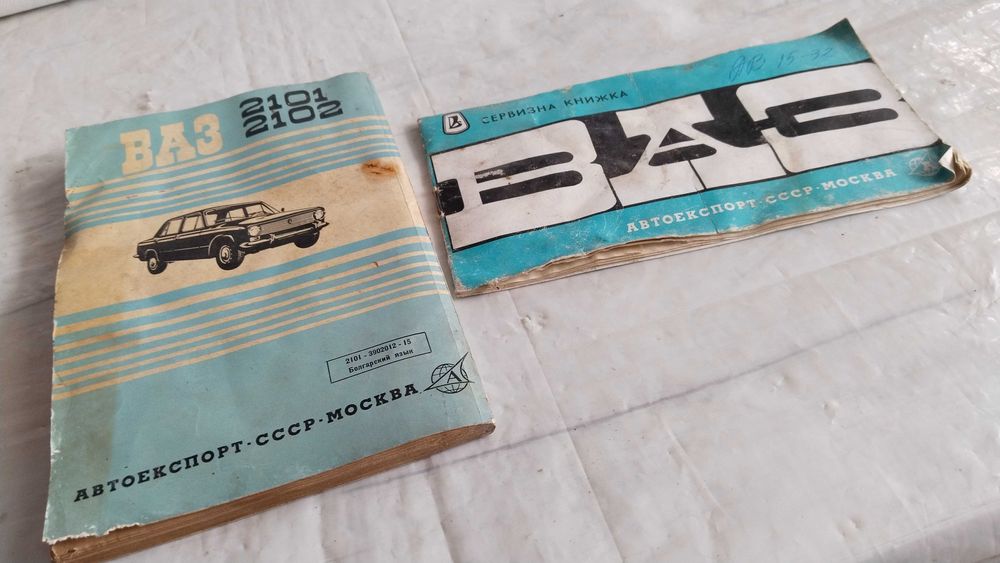 ВАЗ
2101
2102
2101-3902012-15
Болгарский язык
АВТОЕКСПОРТ-СССР-МОСКВА
СЕРВИЗНА КНИЖКА
ВАЗ
АВТОЕКСПОРТ·СССР·МОСКВА